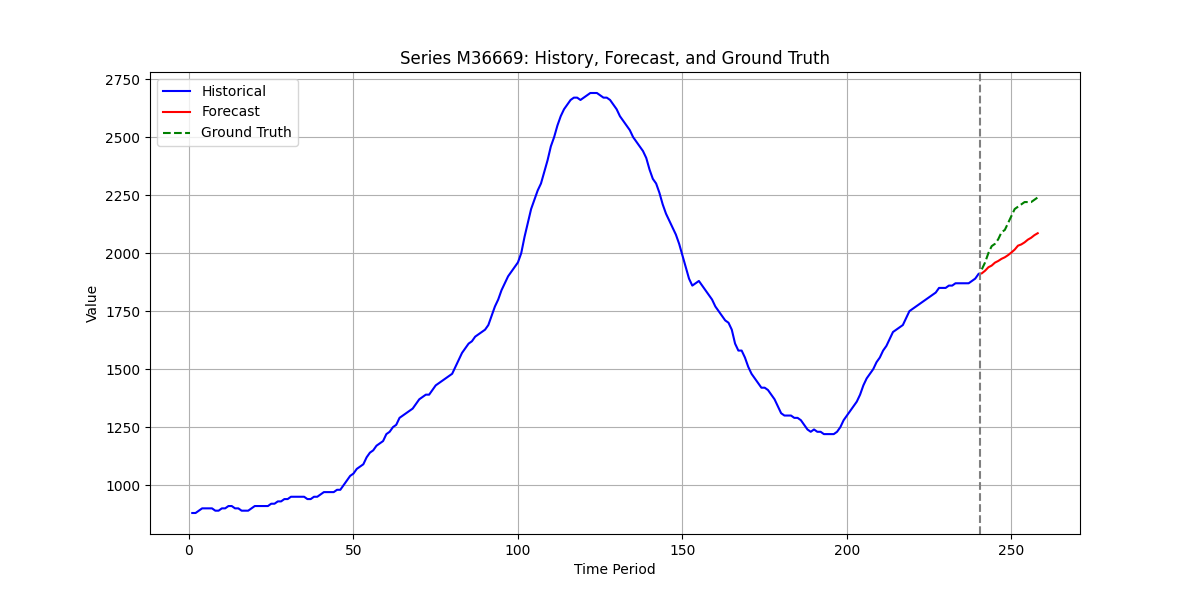 Series M36669: History, Forecast, and Ground Truth
Historical
Forecast
Ground Truth
2750
2500
2250
2000
1750
1500
1250
1000
Value
0 50 100 150 200 250
Time Period